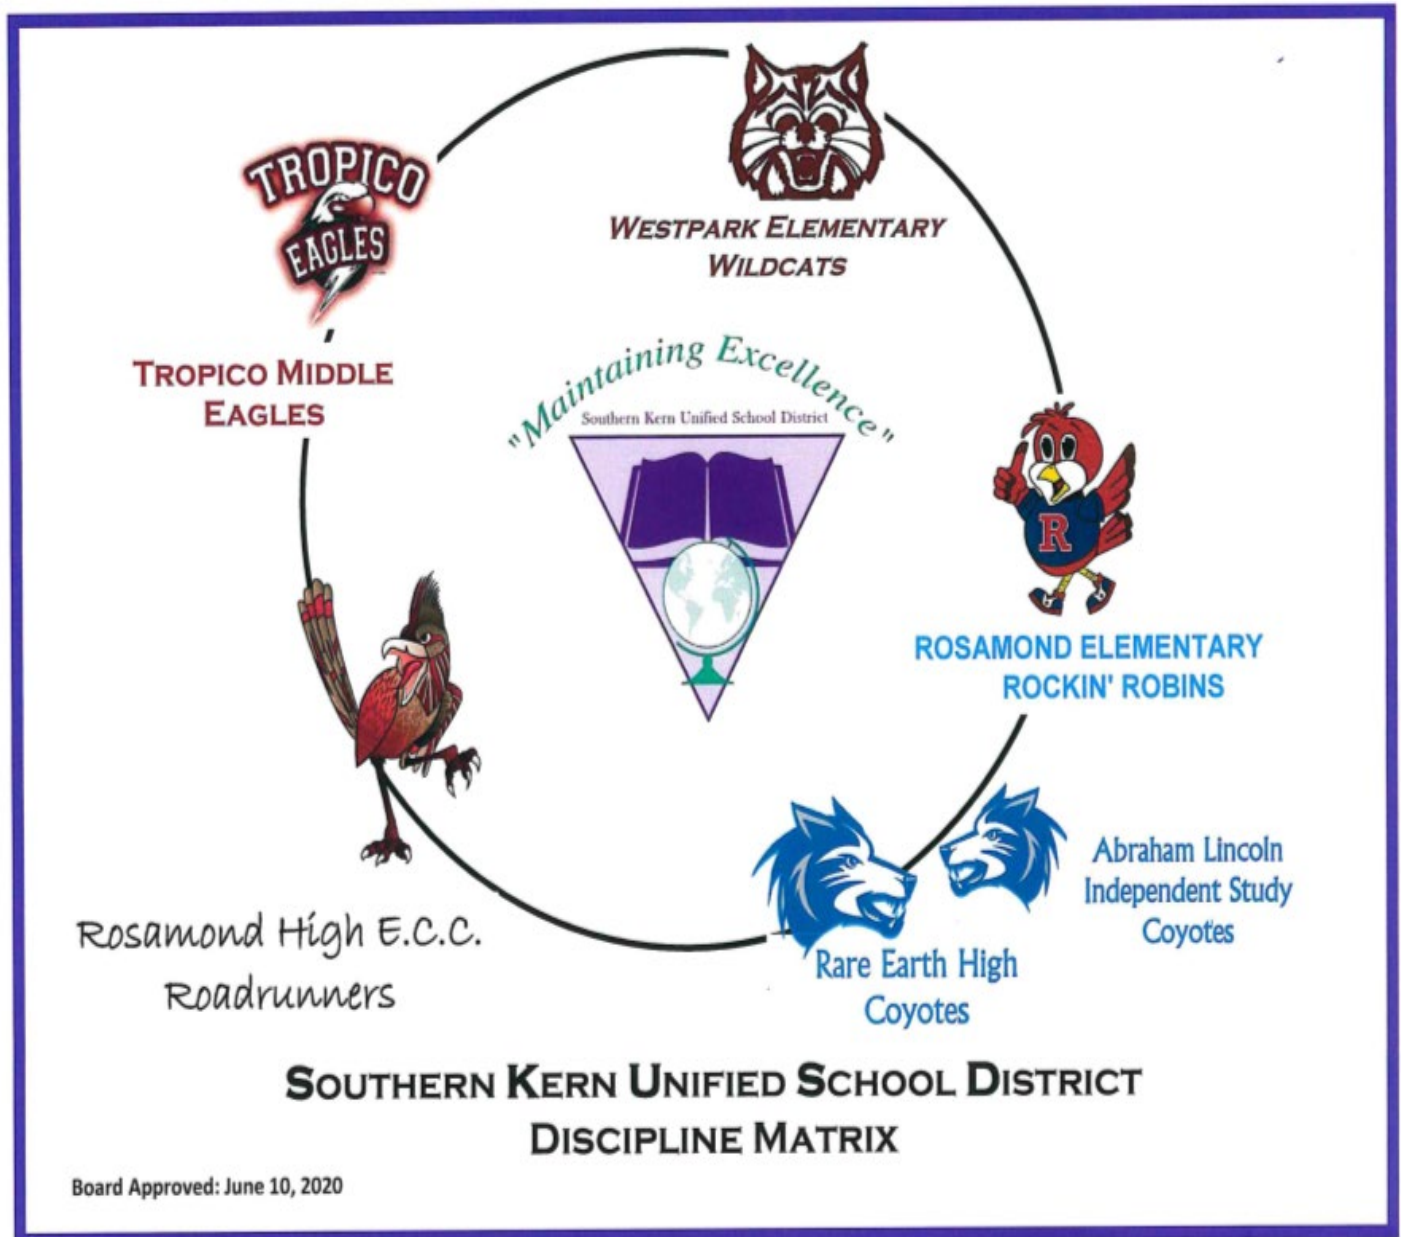 TROPICO
EAGLES
WESTPARK ELEMENTARY
WILDCATS
TROPICO MIDDLE
EAGLES
"Maintaining Excellence"
Southern Kern Unified School District
R
ROSAMOND ELEMENTARY
ROCKIN' ROBINS
Abraham Lincoln
Independent Study
Coyotes
Rosamond High E.C.C.
Roadrunners
Rare Earth High
Coyotes
SOUTHERN KERN UNIFIED SCHOOL DISTRICT
DISCIPLINE MATRIX
Board Approved: June 10, 2020